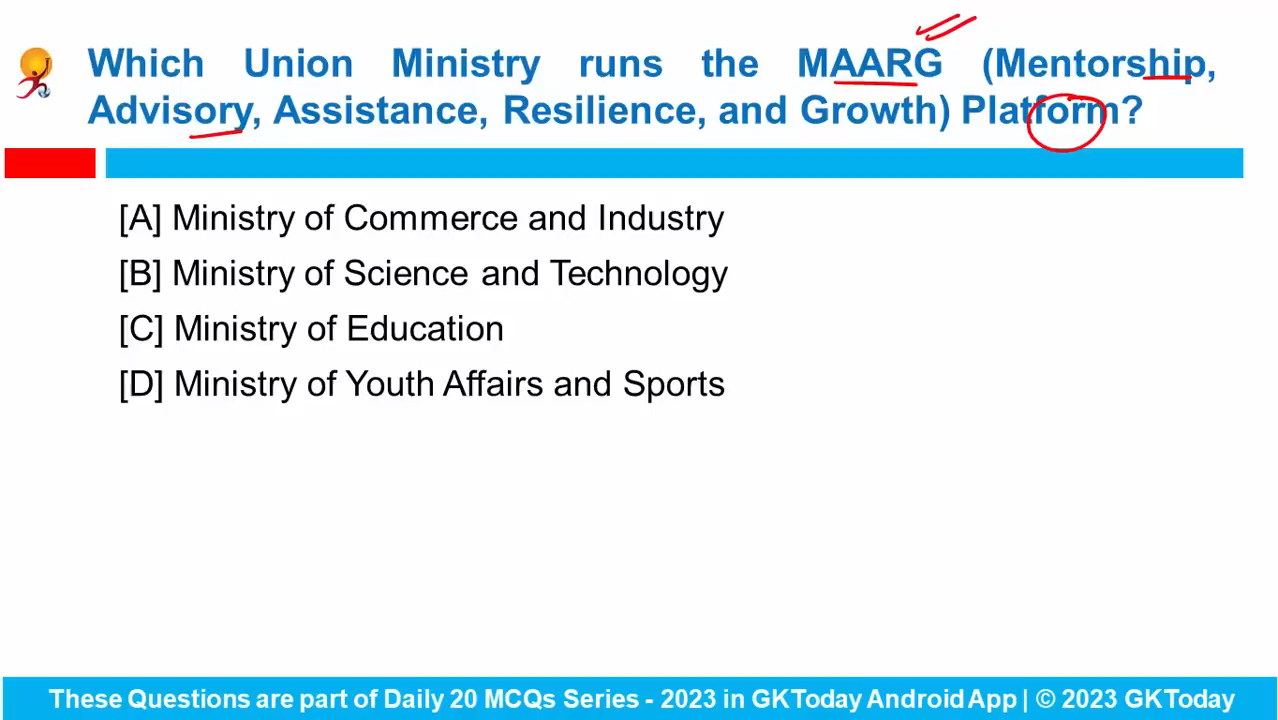 Which Union Ministry runs the MAARG (Mentorship,
Advisory, Assistance, Resilience, and Growth) Platform?
[A] Ministry of Commerce and Industry
[B] Ministry of Science and Technology
[C] Ministry of Education
[D] Ministry of Youth Affairs and Sports
These Questions are part of Daily 20 MCQs Series - 2023 in GKToday Android App | © 2023 GKToday